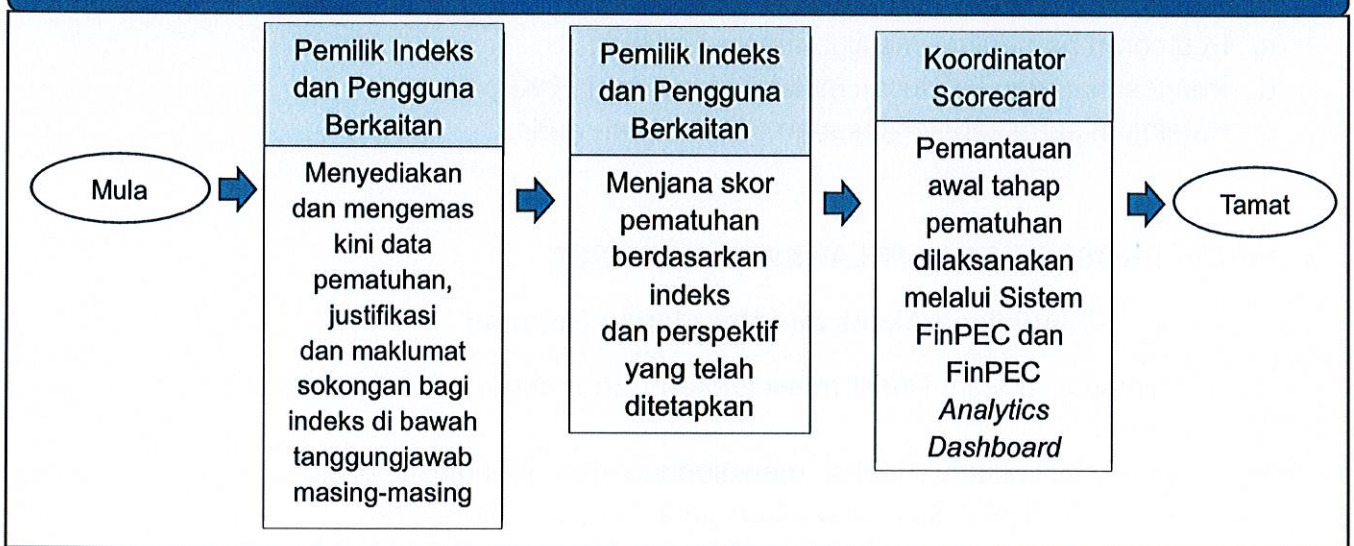 Mula
Pemilik Indeks
dan Pengguna
Berkaitan
Menyediakan
dan mengemas
kini data
pematuhan,
justifikasi
dan maklumat
sokongan bagi
indeks di bawah
tanggungjawab
masing-masing
Pemilik Indeks
dan Pengguna
Berkaitan
Menjana skor
pematuhan
berdasarkan
indeks
dan perspektif
yang telah
ditetapkan
Koordinator
Scorecard
Pemantauan
awal tahap
pematuhan
dilaksanakan
melalui Sistem
FinPEC dan
FinPEC
Analytics
Dashboard
Tamat